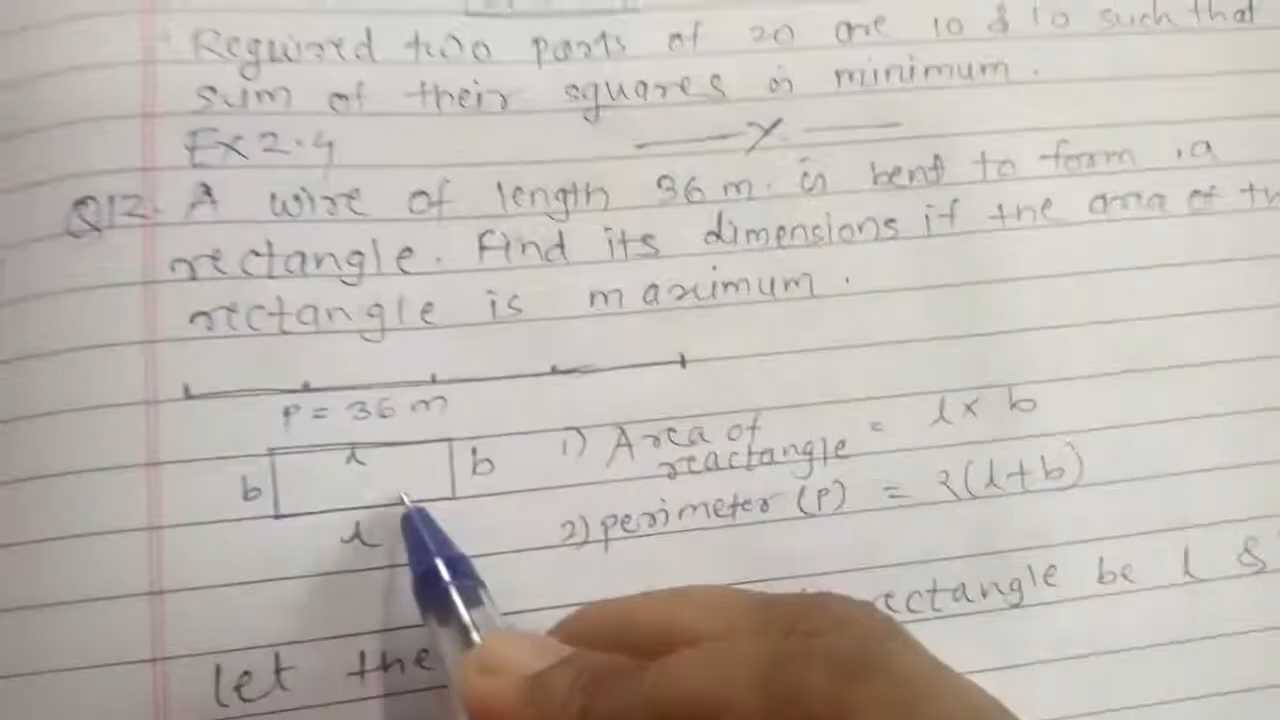 Required two parts of 20 are 10 & 10 such that
sum of their squares is minimum.
Ex 2.4
Q12. A wire of length 36 m. is bent to form a
rectangle. Find its dimensions if the area of
rectangle is maximum.
P = 36 m
l
b
b
l
1) Area of
reactangle = l × b
2) perimeter (P) = 2(l+b)
let the rectangle be l &